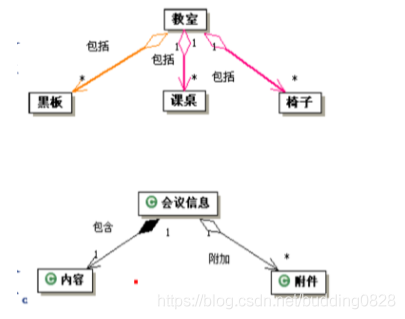 教室
包括 1 1 1
包括 包括
* * *
黑板 课桌 椅子
C 会议信息
包含 1 1
1 附加 *
C 内容 C 附件
c
https://blog.csdn.net/budding0828